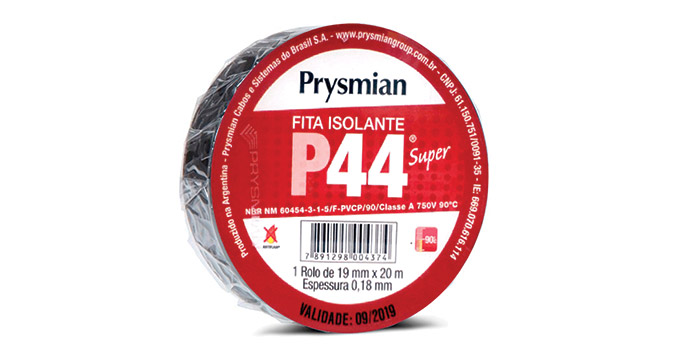 Produzido na Argentina - Prysmian Cabos e Sistemas do Brasil S.A. - www.prysmiangroup.com.br - CNPJ: 61.150.751/0091-35 - IE: 669.070.616.114
Prysmian
FITA ISOLANTE
P44® Super
NBR NM 60454-3-1-5/F-PVCP/90/Classe A 750V 90°C
ANTIFLAM®
90°
7 891298 004374
1 Rolo de 19 mm x 20 m
Espessura 0,18 mm
VALIDADE: 09/2019